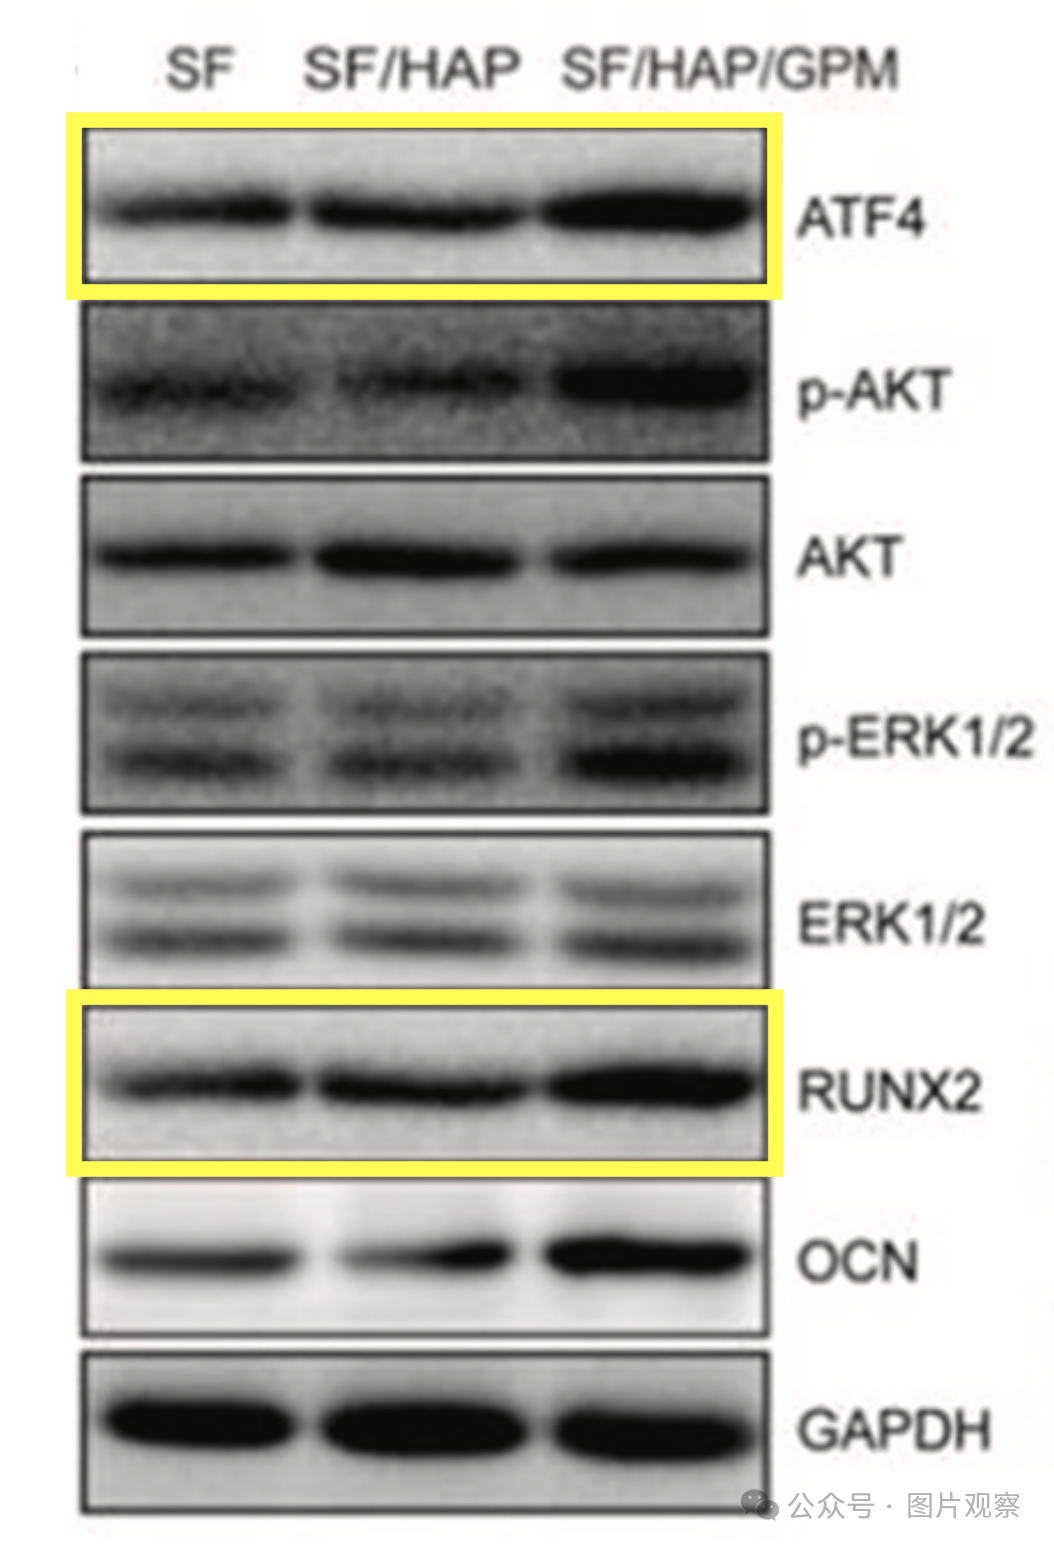 SF SF/HAP SF/HAP/GPM
ATF4
p-AKT
AKT
p-ERK1/2
ERK1/2
RUNX2
OCN
GAPDH
公众号 · 图片观察